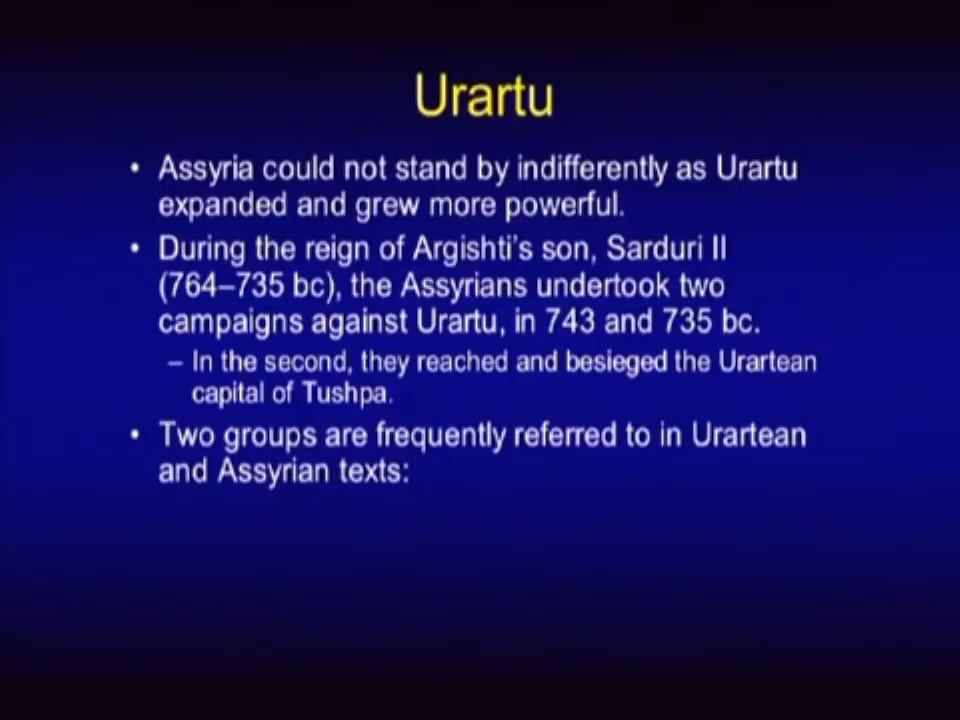 Urartu
• Assyria could not stand by indifferently as Urartu
expanded and grew more powerful.
• During the reign of Argishti's son, Sarduri II
(764–735 bc), the Assyrians undertook two
campaigns against Urartu, in 743 and 735 bc.
– In the second, they reached and besieged the Urartean
capital of Tushpa.
• Two groups are frequently referred to in Urartean
and Assyrian texts: